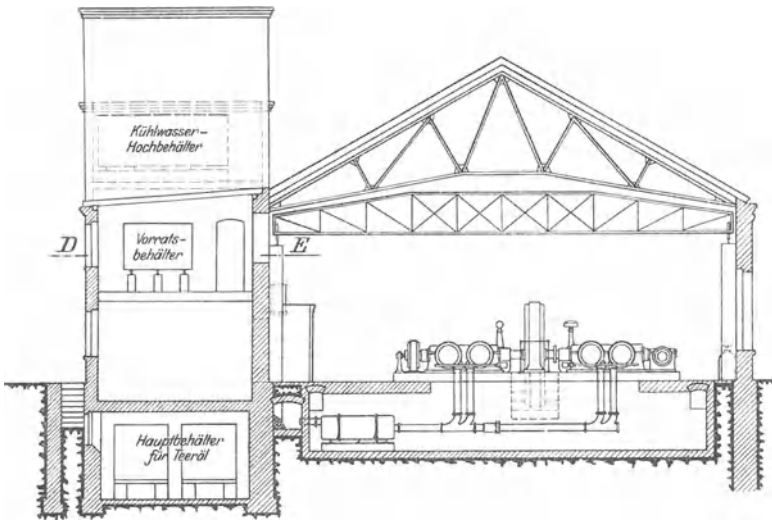 Kühlwasser-
Hochbehälter
D
Vorrats-
behälter
E
Hauptbehälter
für Teeröl